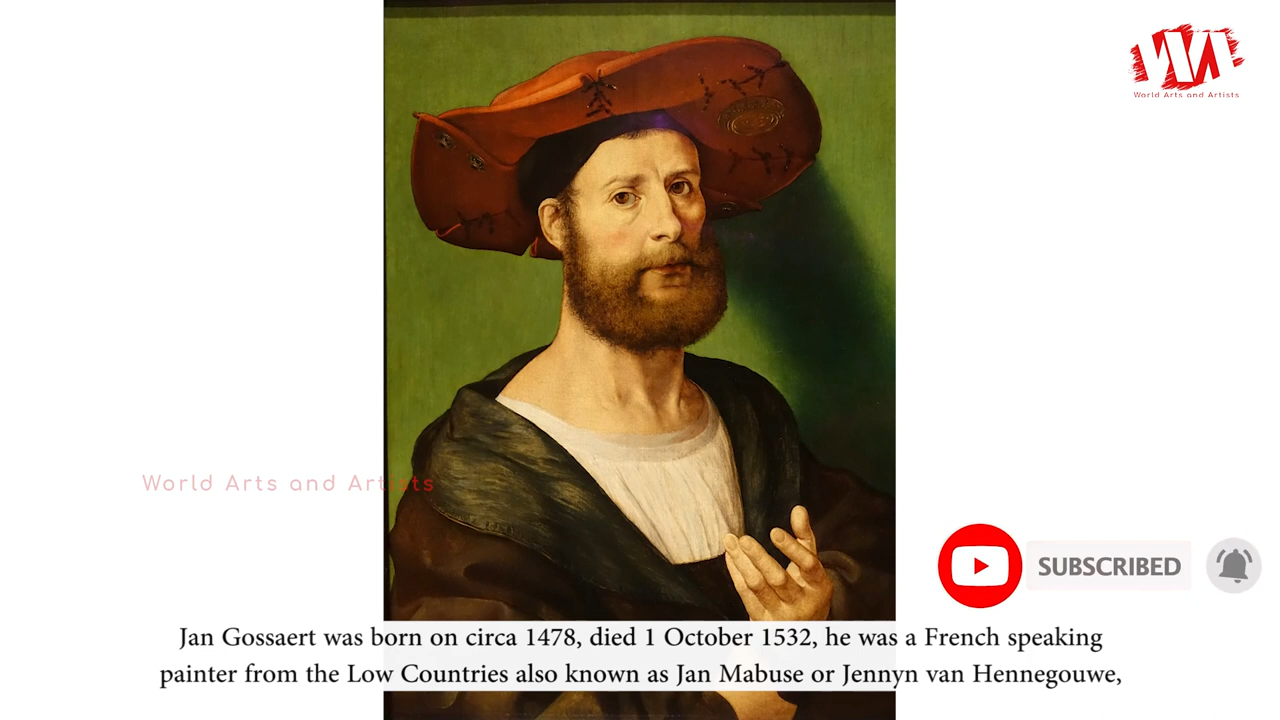 World Arts and Artists
World Arts and Artists
SUBSCRIBED
Jan Gossaert was born on circa 1478, died 1 October 1532, he was a French speaking
painter from the Low Countries also known as Jan Mabuse or Jennyn van Hennegouwe,